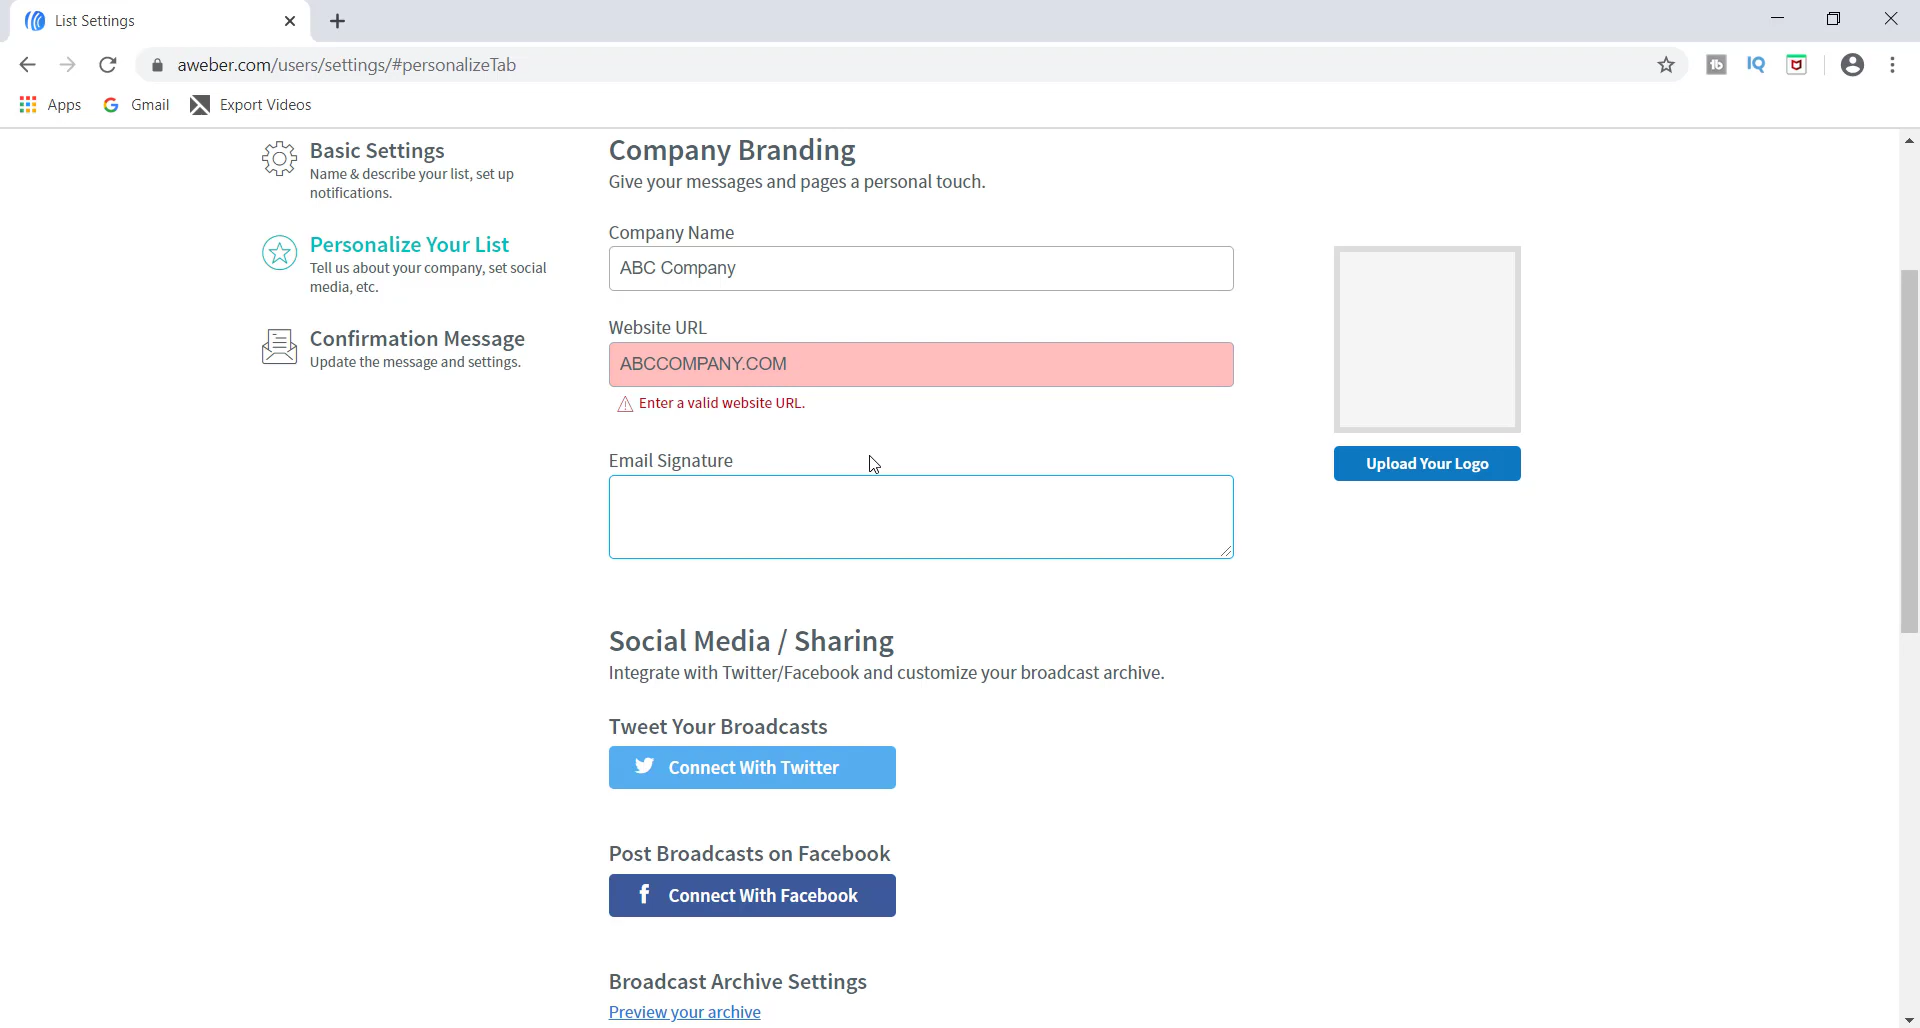 List Settings
aweber.com/users/settings/#personalizeTab
tb
IQ
Apps
Gmail
Export Videos
Basic Settings
Name & describe your list, set up
notifications.
Personalize Your List
Tell us about your company, set social
media, etc.
Confirmation Message
Update the message and settings.
Company Branding
Give your messages and pages a personal touch.
Company Name
ABC Company
Website URL
ABCCOMPANY.COM
Enter a valid website URL.
Email Signature
Upload Your Logo
Social Media / Sharing
Integrate with Twitter/Facebook and customize your broadcast archive.
Tweet Your Broadcasts
Connect With Twitter
Post Broadcasts on Facebook
f Connect With Facebook
Broadcast Archive Settings
Preview your archive